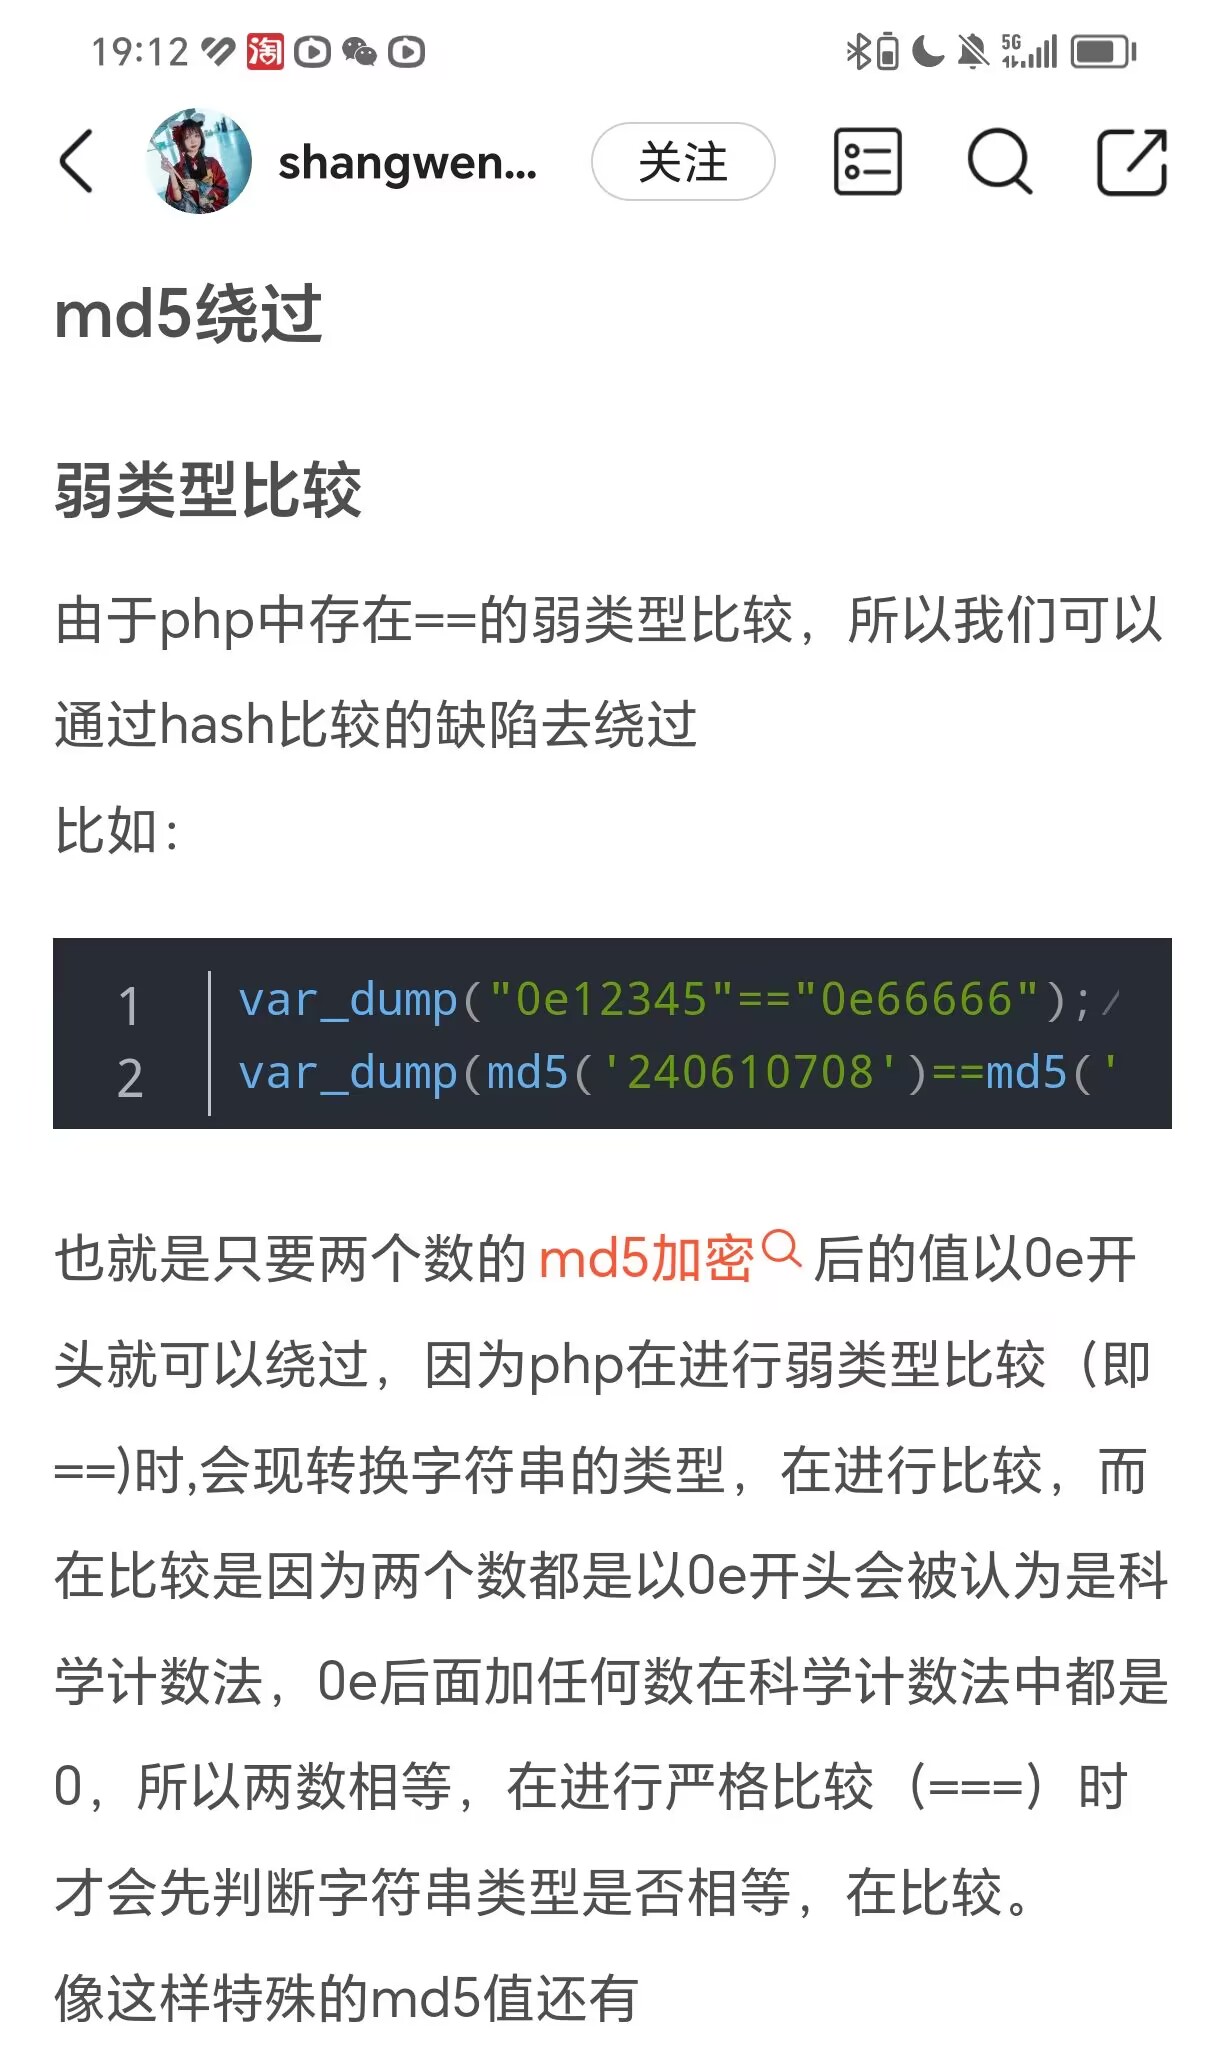 19:12 淘 5G
shangwen... 关注
md5绕过
弱类型比较
由于php中存在==的弱类型比较，所以我们可以
通过hash比较的缺陷去绕过
比如：
1 var_dump("0e12345"=="0e66666");/
2 var_dump(md5('240610708')==md5('
也就是只要两个数的 md5加密 后的值以0e开
头就可以绕过，因为php在进行弱类型比较（即
==)时,会现转换字符串的类型，在进行比较，而
在比较是因为两个数都是以0e开头会被认为是科
学计数法，0e后面加任何数在科学计数法中都是
0，所以两数相等，在进行严格比较（===）时
才会先判断字符串类型是否相等，在比较。
像这样特殊的md5值还有